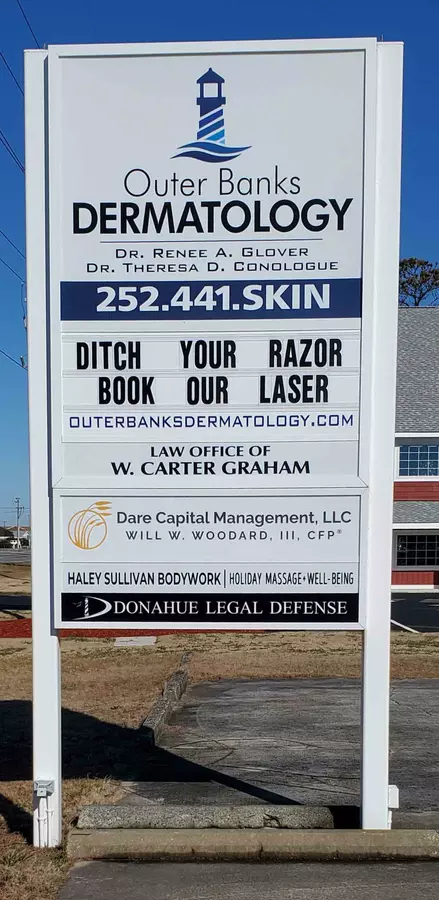 Outer Banks
DERMATOLOGY
DR. RENEE A. GLOVER
DR. THERESA D. CONOLOGUE
252.441.SKIN
DITCH YOUR RAZOR
BOOK OUR LASER
OUTERBANKSDERMATOLOGY.COM
LAW OFFICE OF
W. CARTER GRAHAM
Dare Capital Management, LLC
WILL W. WOODARD, III, CFP®
HALEY SULLIVAN BODYWORK | HOLIDAY MASSAGE + WELL-BEING
DONAHUE LEGAL DEFENSE